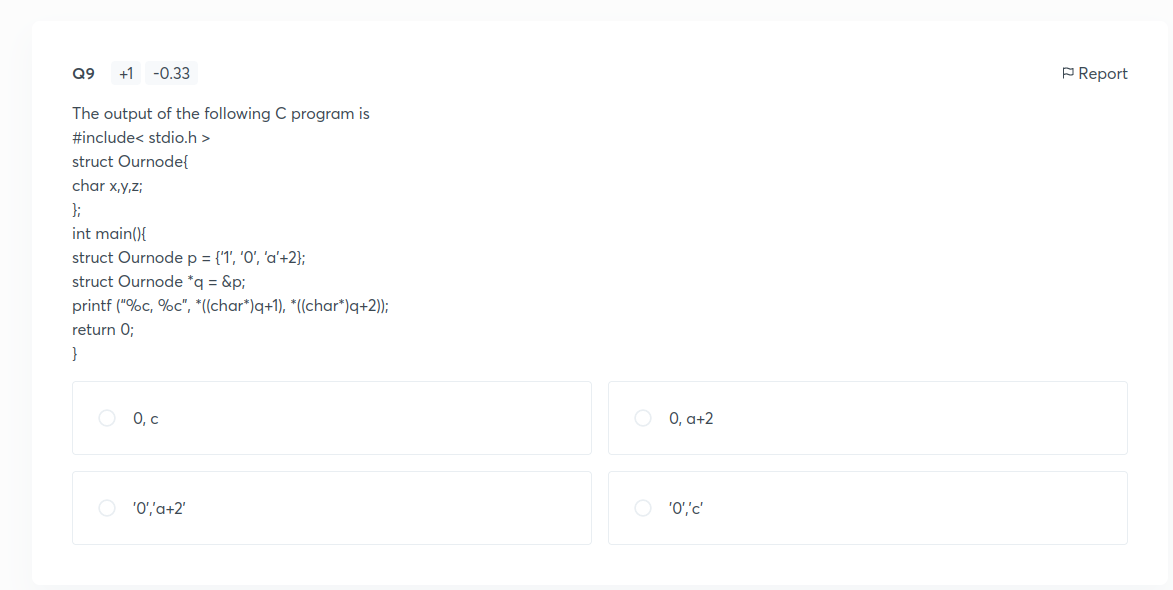 Q9 +1 -0.33 Report
The output of the following C program is
#include< stdio.h >
struct Ournode{
char x,y,z;
};
int main(){
struct Ournode p = {'1', '0', 'a'+2};
struct Ournode *q = &p;
printf ("%c, %c", *((char*)q+1), *((char*)q+2));
return 0;
}
0, c
0, a+2
'0','a+2'
'0','c'